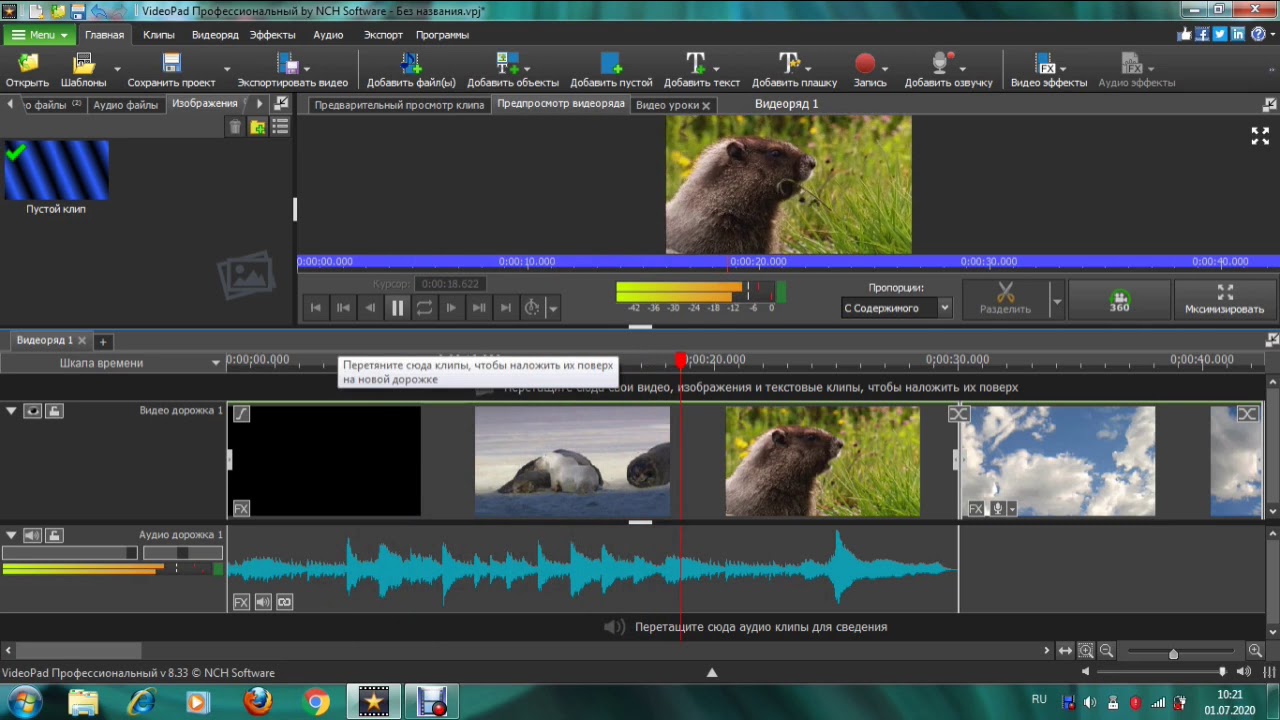 VideoPad Профессиональный by NCH Software - Без названия.vpj*
Menu Главная Клипы Видеоряд Эффекты Аудио Экспорт Программы
Открыть Шаблоны Сохранить проект Экспортировать видео Добавить файл(ы) Добавить объекты Добавить пустой Добавить текст Добавить плашку Запись Добавить озвучку Видео эффекты Аудио эффекты
о файлы (2) Аудио файлы Изображения
Предварительный просмотр клипа Предпросмотр видеоряда Видео уроки Видеоряд 1
Пустой клип
0:00:00.000 0:00:10.000 0:00:20.000 0:00:30.000 0:00:40.000
Курсор: 0:00:18.622
-42 -36 -30 -24 -18 -12 -6 0
Пропорции:
С Содержимого
Разделить
360
Мксимизировать
Видеоряд 1
Шкала времени
0:00:00.000 0:00:20.000 0:00:30.000 0:00:40.000
Перетяните сюда клипы, чтобы наложить их поверх
на новой дорожке
сюда свои видео, изображения и текстовые клипы, чтобы наложить их поверх
Видео дорожка 1
FX FX
Аудио дорожка 1
FX
Перетащите сюда аудио клипы для сведения
VideoPad Профессиональный v 8.33 © NCH Software
RU
10:21
01.07.2020